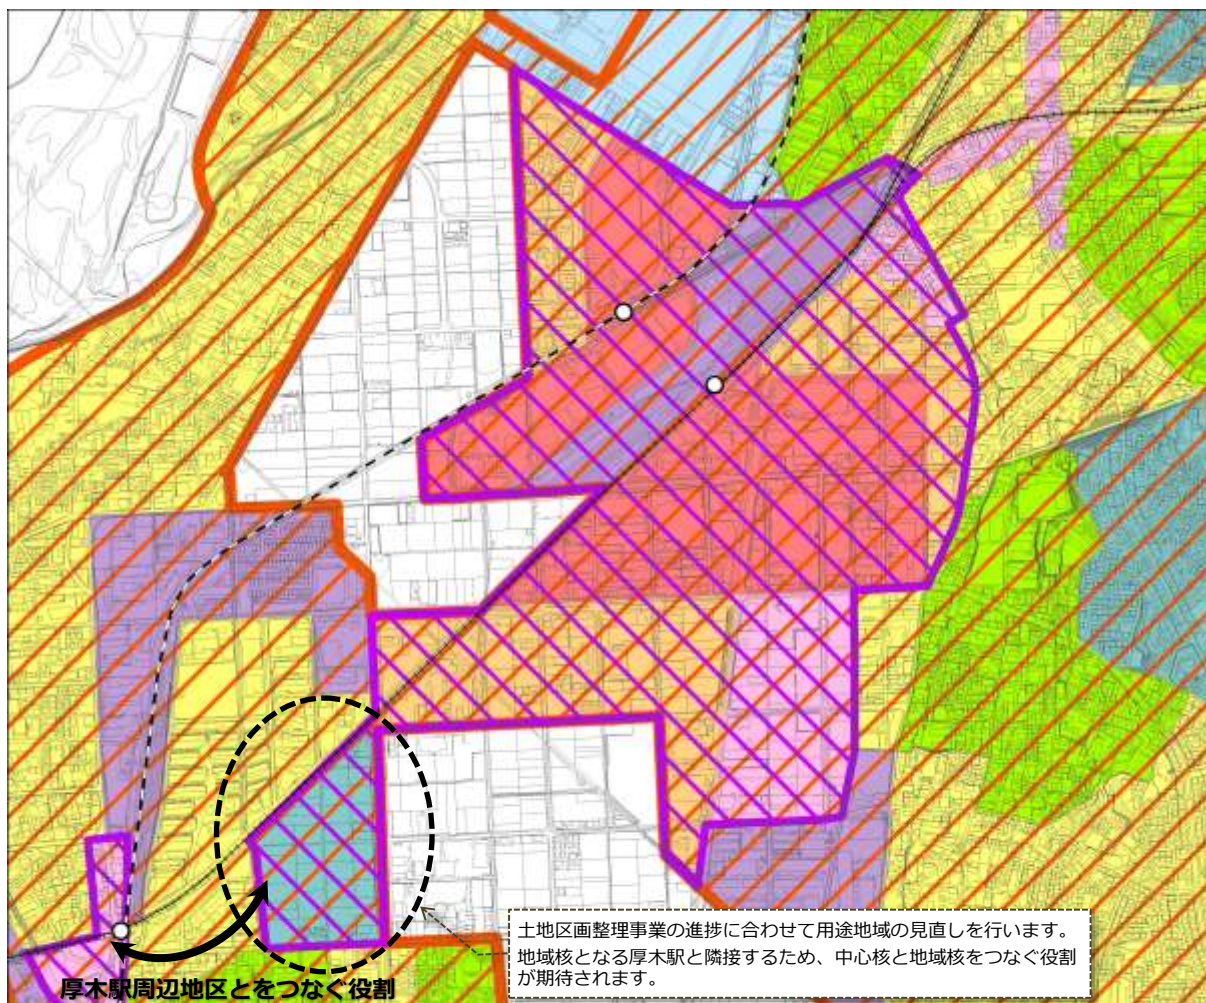 土地区画整理事業の進捗に合わせて用途地域の見直しを行います。
地域核となる厚木駅と隣接するため、中心核と地域核をつなぐ役割
が期待されます。
厚木駅周辺地区とをつなぐ役割